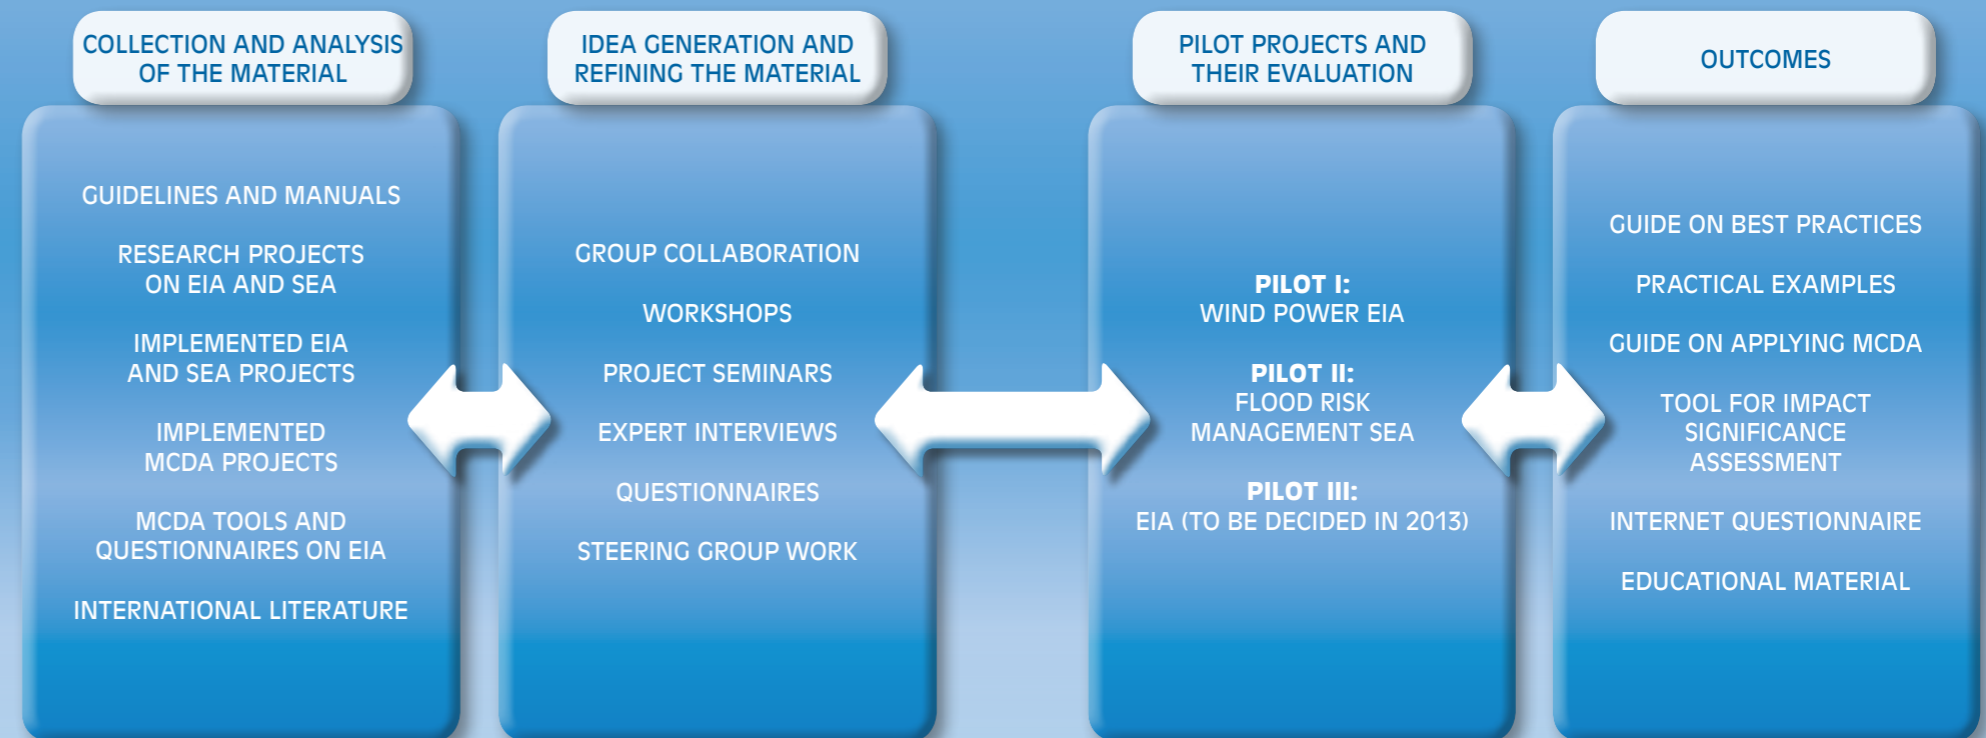 COLLECTION AND ANALYSIS
OF THE MATERIAL
GUIDELINES AND MANUALS
RESEARCH PROJECTS
ON EIA AND SEA
IMPLEMENTED EIA
AND SEA PROJECTS
IMPLEMENTED
MCDA PROJECTS
MCDA TOOLS AND
QUESTIONNAIRES ON EIA
INTERNATIONAL LITERATURE
IDEA GENERATION AND
REFINING THE MATERIAL
GROUP COLLABORATION
WORKSHOPS
PROJECT SEMINARS
EXPERT INTERVIEWS
QUESTIONNAIRES
STEERING GROUP WORK
PILOT PROJECTS AND
THEIR EVALUATION
PILOT I:
WIND POWER EIA
PILOT II:
FLOOD RISK
MANAGEMENT SEA
PILOT III:
EIA (TO BE DECIDED IN 2013)
OUTCOMES
GUIDE ON BEST PRACTICES
PRACTICAL EXAMPLES
GUIDE ON APPLYING MCDA
TOOL FOR IMPACT
SIGNIFICANCE
ASSESSMENT
INTERNET QUESTIONNAIRE
EDUCATIONAL MATERIAL